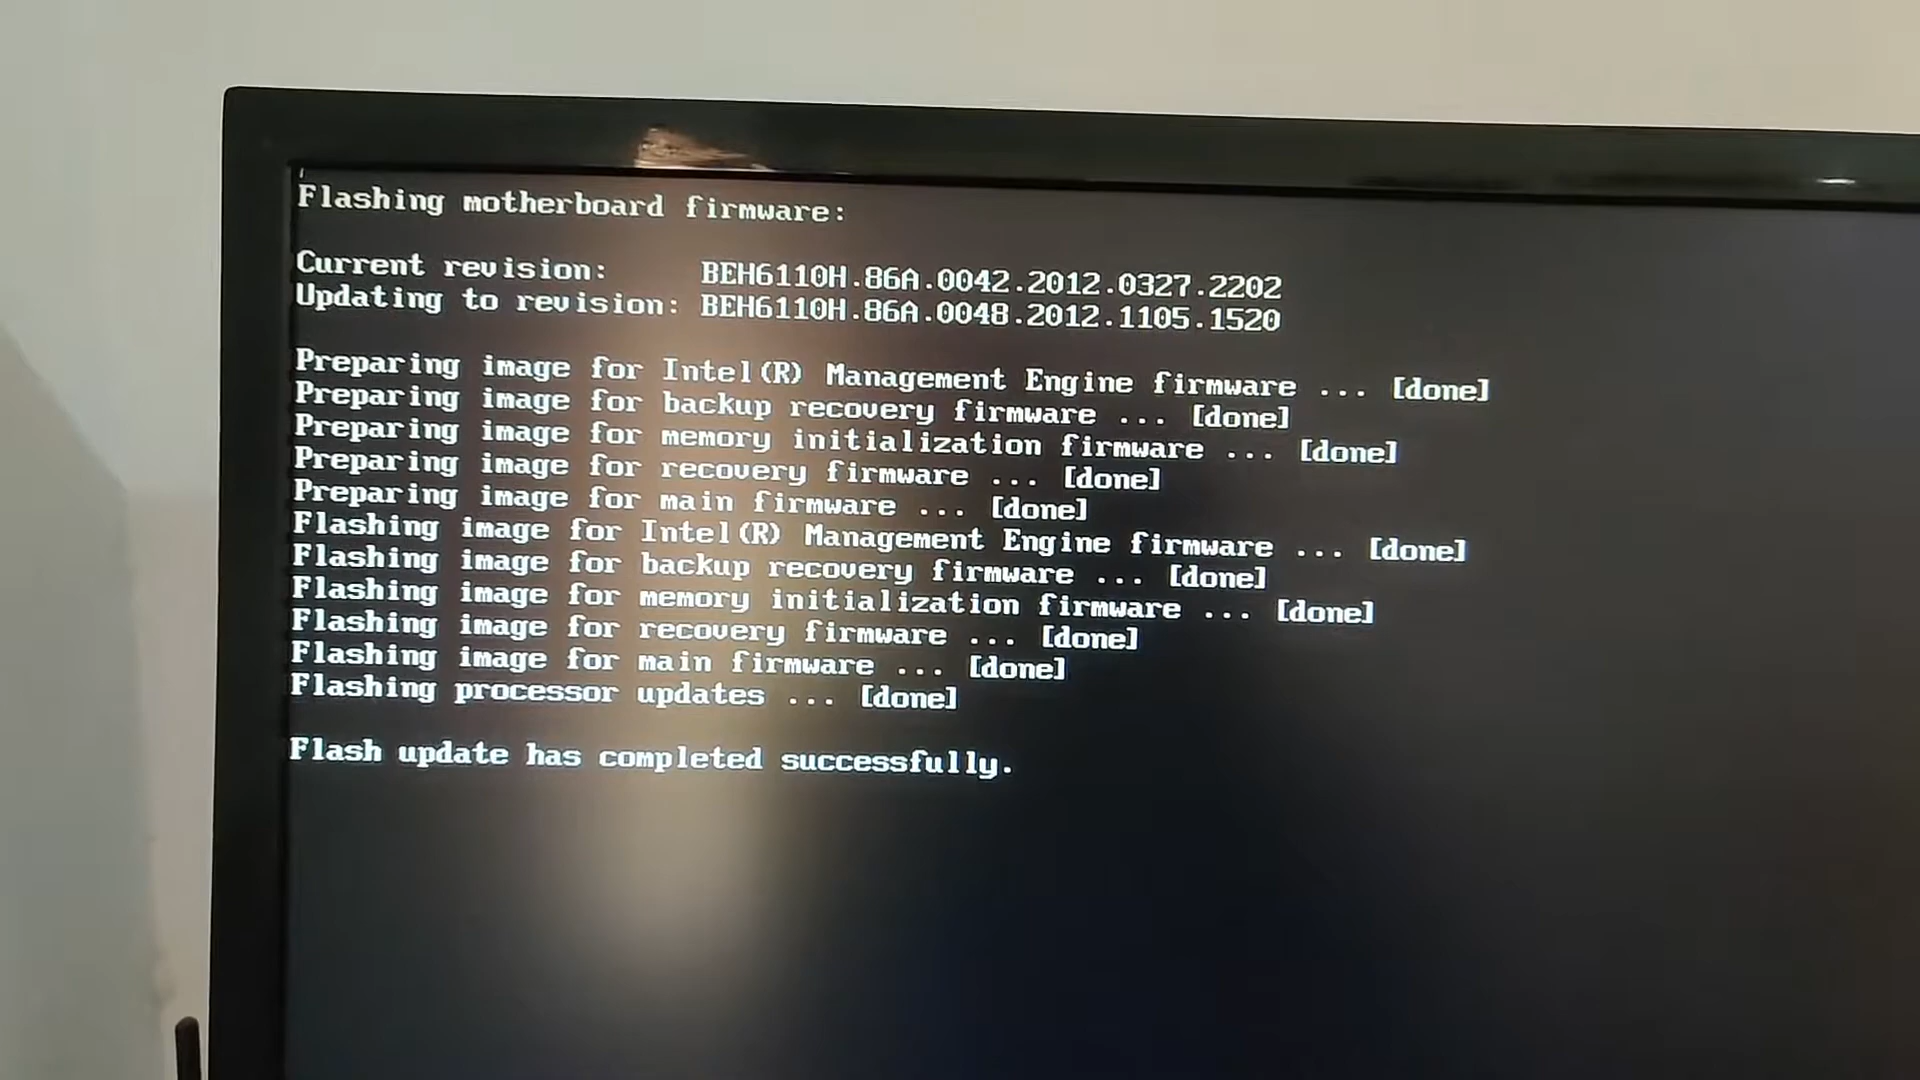 Flashing motherboard firmware:
Current revision: BEH6110H.86A.0042.2012.0327.2202
Updating to revision: BEH6110H.86A.0048.2012.1105.1520
Preparing image for Intel(R) Management Engine firmware ... [done]
Preparing image for backup recovery firmware ... [done]
Preparing image for memory initialization firmware ... [done]
Preparing image for recovery firmware ... [done]
Preparing image for main firmware ... [done]
Flashing image for Intel(R) Management Engine firmware ... [done]
Flashing image for backup recovery firmware ... [done]
Flashing image for memory initialization firmware ... [done]
Flashing image for recovery firmware ... [done]
Flashing image for main firmware ... [done]
Flashing processor updates ... [done]
Flash update has completed successfully.